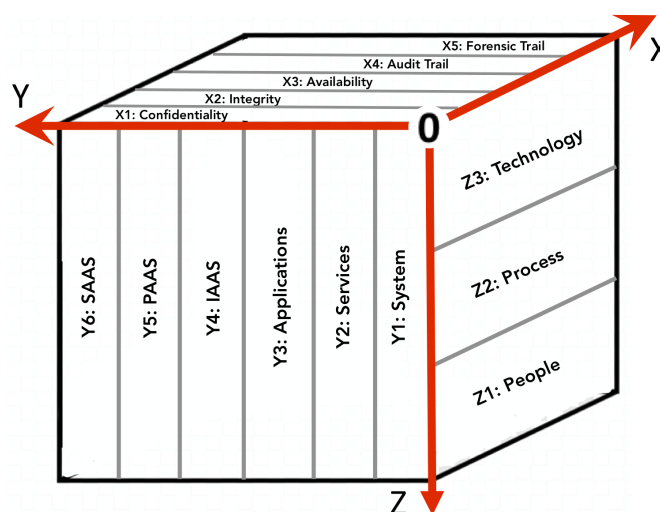 X
X5: Forensic Trail
X4: Audit Trail
X3: Availability
X2: Integrity
X1: Confidentiality
Y
0
Y6: SAAS
Y5: PAAS
Y4: IAAS
Y3: Applications
Y2: Services
Y1: System
Z3: Technology
Z2: Process
Z1: People
Z